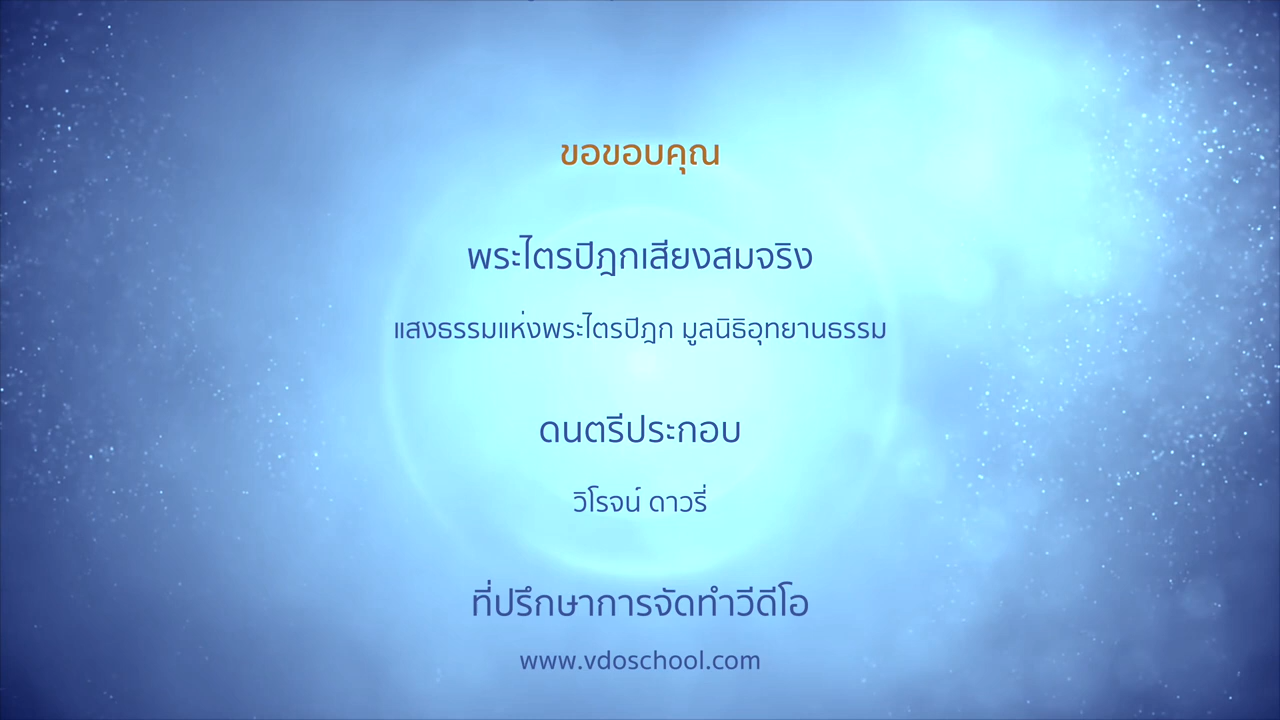 ขอขอบคุณ
พระไตรปิฎกเสียงสมจริง
แสงธรรมแห่งพระไตรปิฎก มูลนิธิอุทยานธรรม
ดนตรีประกอบ
วิโรจน์ ดาวรี่
ที่ปรึกษาการจัดทำวีดีโอ
www.vdoschool.com